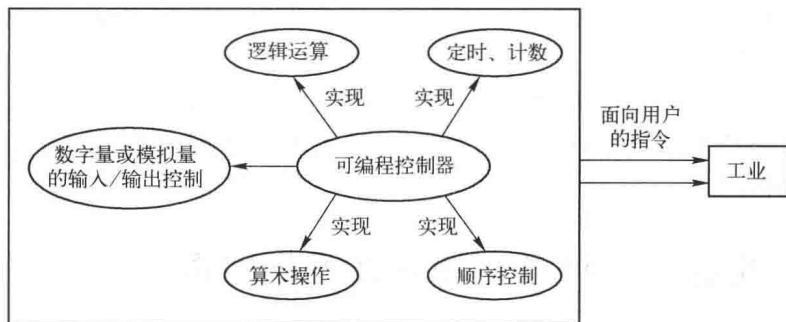 逻辑运算
定时、计数
实现
实现
面向用户
的指令
数字量或模拟量
的输入/输出控制
可编程控制器
工业
实现
实现
算术操作
顺序控制